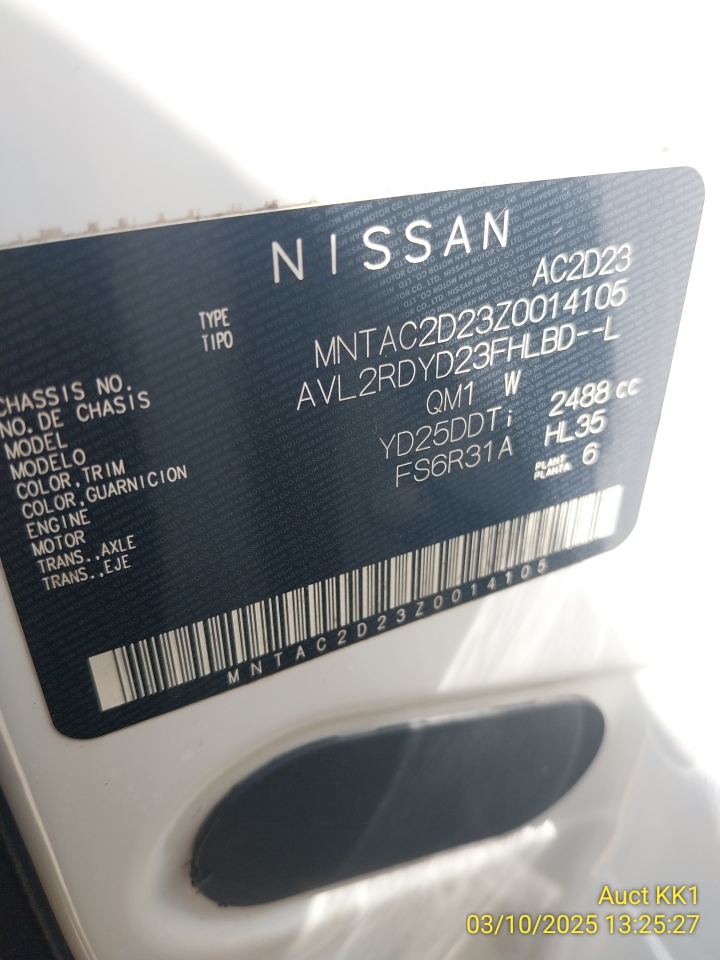 NISSAN
TYPE AC2D23
TIPO
CHASSIS NO. MNTAC2D23Z0014105
NO. DE CHASIS
MODEL AVL2RDYD23FHLBD--L
MODELO
COLOR,TRIM QM1 W
COLOR,GUARNICION
ENGINE YD25DDTi 2488 cc
MOTOR
TRANS.,AXLE FS6R31A HL35
TRANS.,EJE
PLANT 6
PLANTA
MNTAC2D23Z0014105
Auct KK1
03/10/2025 13:25:27